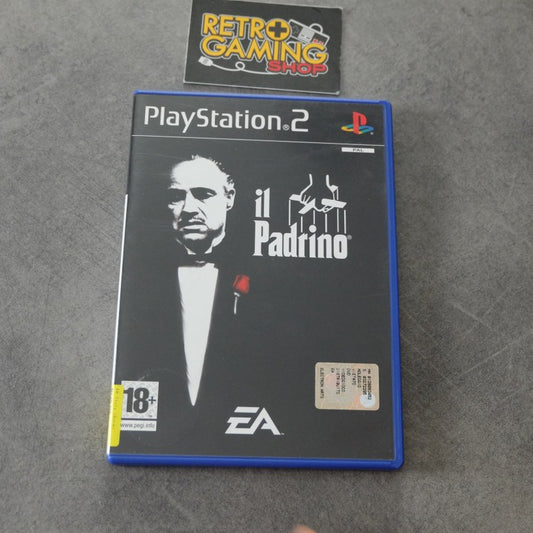 RETRO
GAMING
SHOP
PlayStation®2
PAL
il
Padrino®
18+
www.pegi.info
EA